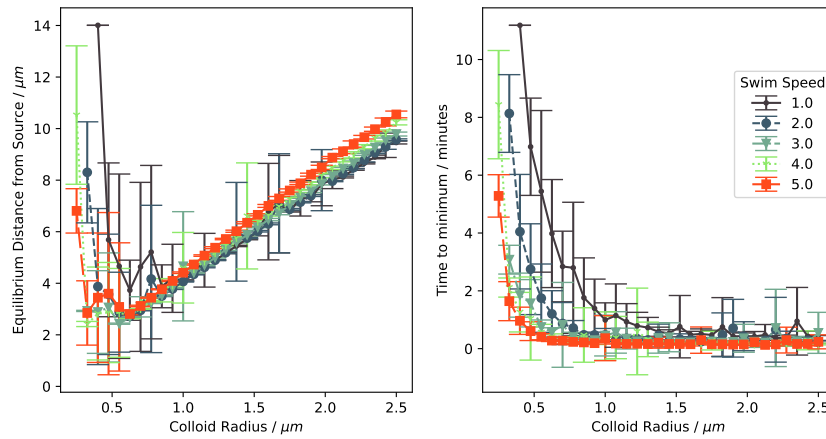 14
12
10
8
6
4
2
0
Equilibrium Distance from Source / μm
0.5 1.0 1.5 2.0 2.5
Colloid Radius / μm
10
8
6
4
2
0
Time to minimum / minutes
0.5 1.0 1.5 2.0 2.5
Colloid Radius / μm
Swim Speed
1.0
2.0
3.0
4.0
5.0